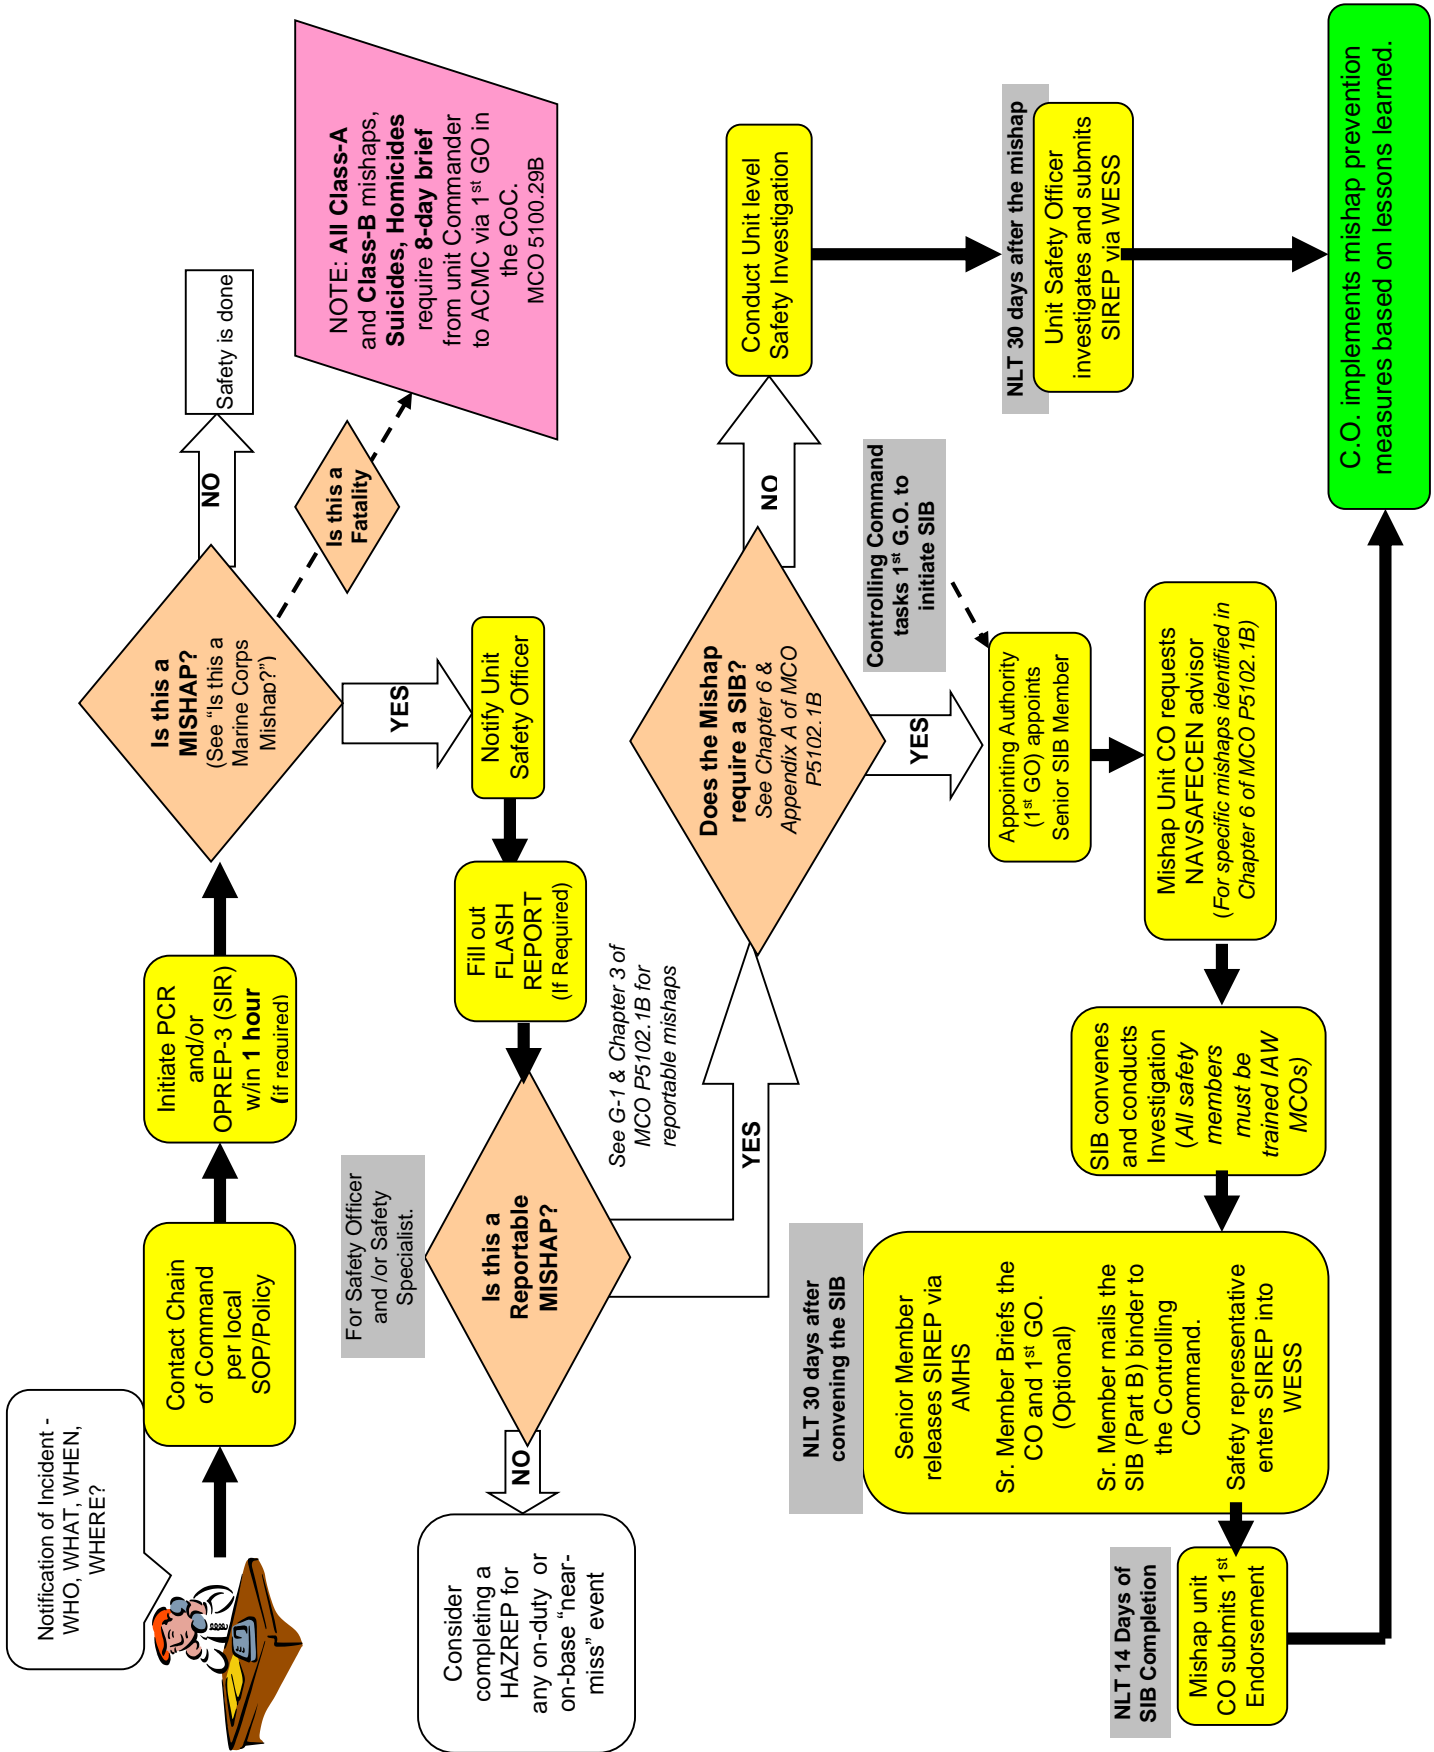 Notification of Incident -
WHO, WHAT, WHEN,
WHERE?
Contact Chain
of Command
per local
SOP/Policy
Initiate PCR
and/or
OPREP-3 (SIR)
w/in 1 hour
(if required)
Is this a
MISHAP?
(See "Is this a
Marine Corps
Mishap?")
NO
Safety is done
Is this a
Fatality
NOTE: All Class-A
and Class-B mishaps,
Suicides, Homicides
require 8-day brief
from unit Commander
to ACMC via 1st GO in
the CoC.
MCO 5100.29B
YES
Notify Unit
Safety Officer
Fill out
FLASH
REPORT
(If Required)
For Safety Officer
and /or Safety
Specialist.
Is this a
Reportable
MISHAP?
See G-1 & Chapter 3 of
MCO P5102.1B for
reportable mishaps
NO
Consider
completing a
HAZREP for
any on-duty or
on-base "near-
miss" event
YES
Does the Mishap
require a SIB?
See Chapter 6 &
Appendix A of MCO
P5102.1B
NO
Conduct Unit level
Safety Investigation
NLT 30 days after the mishap
Unit Safety Officer
investigates and submits
SIREP via WESS
YES
Controlling Command
tasks 1st G.O. to
initiate SIB
Appointing Authority
(1st GO) appoints
Senior SIB Member
Mishap Unit CO requests
NAVSAFECEN advisor
(For specific mishaps identified in
Chapter 6 of MCO P5102.1B)
SIB convenes
and conducts
Investigation
(All safety
members
must be
trained IAW
MCOs)
NLT 30 days after
convening the SIB
Senior Member
releases SIREP via
AMHS
Sr. Member Briefs the
CO and 1st GO.
(Optional)
Sr. Member mails the
SIB (Part B) binder to
the Controlling
Command.
Safety representative
enters SIREP into
WESS
NLT 14 Days of
SIB Completion
Mishap unit
CO submits 1st
Endorsement
C.O. implements mishap prevention
measures based on lessons learned.